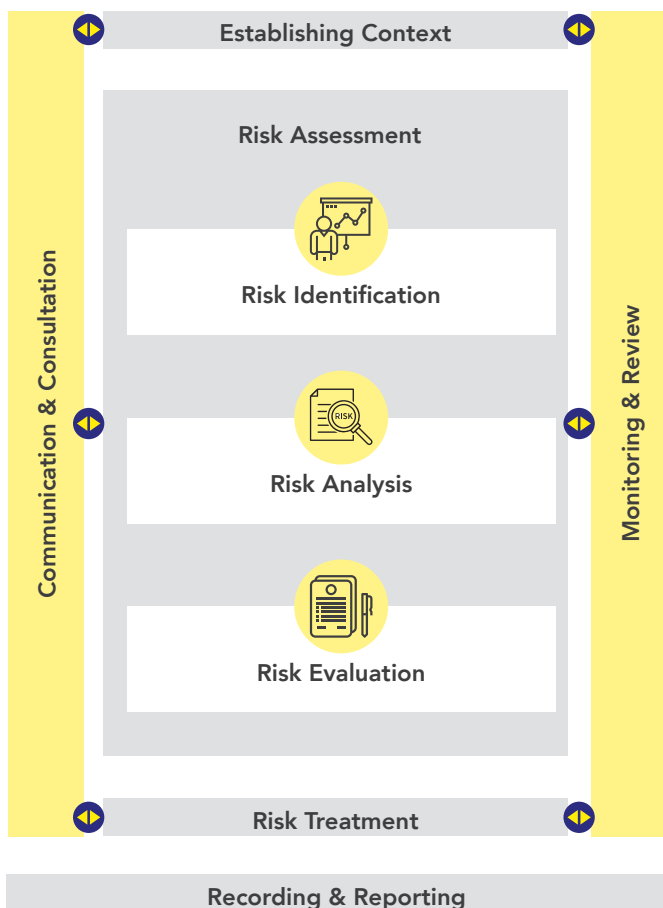 Establishing Context
Risk Assessment
Communication & Consultation
Risk Identification
RISK
Risk Analysis
Risk Evaluation
Monitoring & Review
Risk Treatment
Recording & Reporting